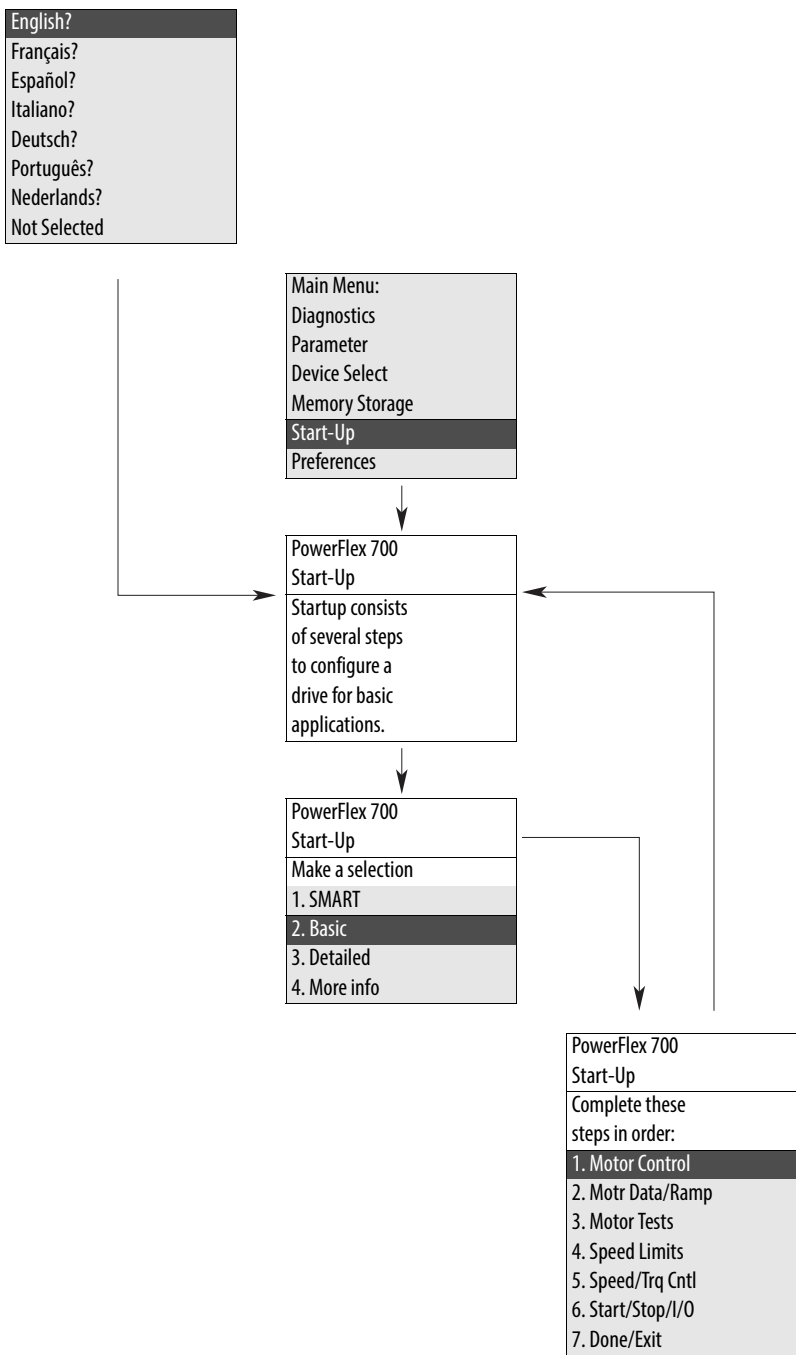 English?
Français?
Español?
Italiano?
Deutsch?
Português?
Nederlands?
Not Selected
Main Menu:
Diagnostics
Parameter
Device Select
Memory Storage
Start-Up
Preferences
PowerFlex 700
Start-Up
Startup consists
of several steps
to configure a
drive for basic
applications.
PowerFlex 700
Start-Up
Make a selection
1. SMART
2. Basic
3. Detailed
4. More info
PowerFlex 700
Start-Up
Complete these
steps in order:
1. Motor Control
2. Motr Data/Ramp
3. Motor Tests
4. Speed Limits
5. Speed/Trq Cntl
6. Start/Stop/I/O
7. Done/Exit